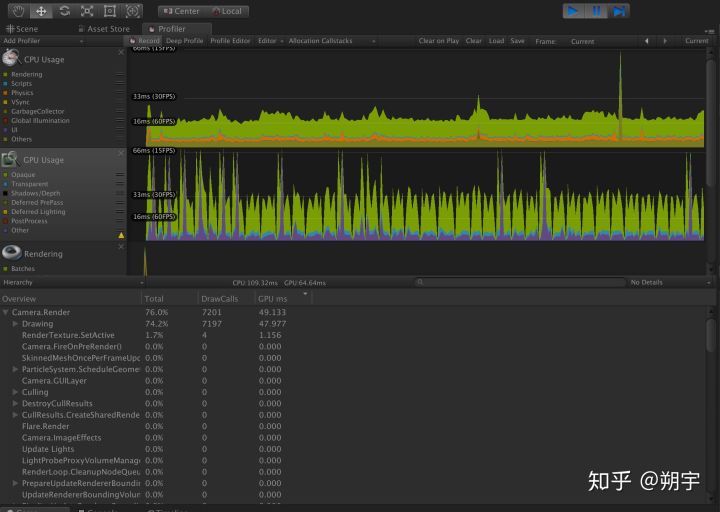 Center Local
Scene Asset Store Profiler
Add Profiler Record Deep Profile Profile Editor Editor Allocation Callstacks Clear on Play Clear Load Save Frame: Current Current
CPU Usage
Rendering
Scripts
Physics
VSync
GarbageCollector
Global Illumination
UI
Others
66ms (15FPS)
33ms (30FPS)
16ms (60FPS)
GPU Usage
Opaque
Transparent
Shadows/Depth
Deferred PrePass
Deferred Lighting
PostProcess
Other
66ms (15FPS)
33ms (30FPS)
16ms (60FPS)
Rendering
Batches
Hierarchy CPU:109.32ms GPU:64.64ms No Details
Overview Total DrawCalls GPU ms
Camera.Render 76.0% 7201 49.133
Drawing 74.2% 7197 47.977
RenderTexture.SetActive 1.7% 4 1.156
Camera.FireOnPreRender() 0.0% 0 0.000
SkinnedMeshOncePerFrameUpc 0.0% 0 0.000
ParticleSystem.ScheduleGeome 0.0% 0 0.000
Camera.GUILayer 0.0% 0 0.000
Culling 0.0% 0 0.000
DestroyCullResults 0.0% 0 0.000
CullResults.CreateSharedRende 0.0% 0 0.000
Flare.Render 0.0% 0 0.000
Camera.ImageEffects 0.0% 0 0.000
Update Lights 0.0% 0 0.000
LightProbeProxyVolumeManag 0.0% 0 0.000
RenderLoop.CleanupNodeQueu 0.0% 0 0.000
PrepareUpdateRendererBoundin 0.0% 0 0.000
UpdateRendererBoundingVolum 0.0% 0 0.000
知乎 @朔宇